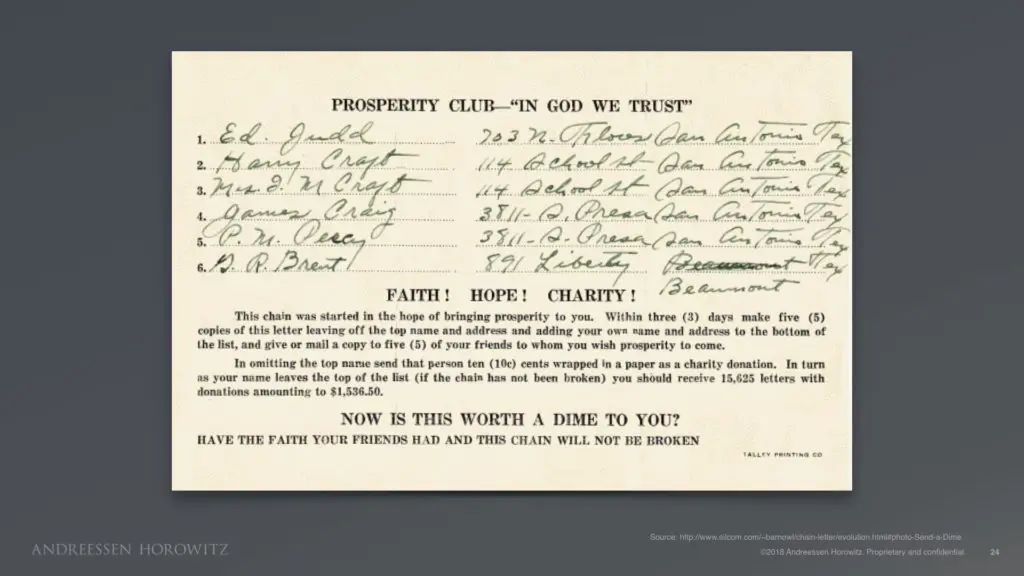 PROSPERITY CLUB—"IN GOD WE TRUST"
1. Ed. Judd 703 N. Flores San Antonio Tex
2. Harry Craft 114 School st San Antonio Tex
3. Mrs. F. M Craft 114 School st San Antonio Tex
4. James Craig 3811- S. Presa San Antonio Tex
5. P. M. Percy 3811- S. Presa San Antonio Tex
6. G. R. Brent 891 Liberty Beaumont Tex
Beaumont
FAITH! HOPE! CHARITY!
This chain was started in the hope of bringing prosperity to you. Within three (3) days make five (5)
copies of this letter leaving off the top name and address and adding your own name and address to the bottom of
the list, and give or mail a copy to five (5) of your friends to whom you wish prosperity to come.
In omitting the top name send that person ten (10c) cents wrapped in a paper as a charity donation. In turn
as your name leaves the top of the list (if the chain has not been broken) you should receive 15,625 letters with
donations amounting to $1,536.50.
NOW IS THIS WORTH A DIME TO YOU?
HAVE THE FAITH YOUR FRIENDS HAD AND THIS CHAIN WILL NOT BE BROKEN
TALLEY PRINTING CO
Source: http://www.silcom.com/~barnowl/chain-letter/evolution.html#photo-Send-a-Dime.
ANDREESSEN HOROWITZ
©2018 Andreessen Horowitz. Proprietary and confidential. 24